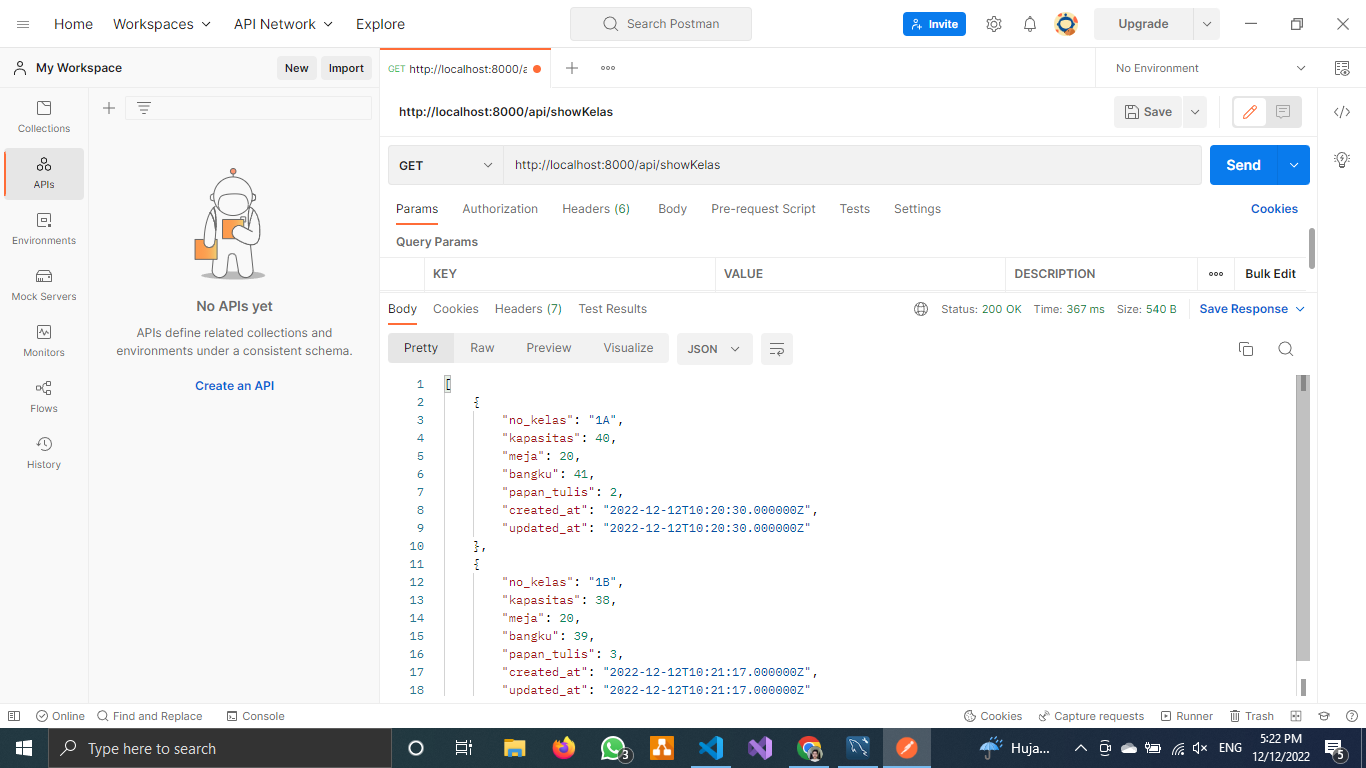 Home Workspaces API Network Explore Search Postman Invite Upgrade
My Workspace New Import GET http://localhost:8000/a No Environment
http://localhost:8000/api/showKelas Save
Collections
APIs
Environments
Mock Servers
Monitors
Flows
History
No APIs yet
APIs define related collections and
environments under a consistent schema.
Create an API
GET http://localhost:8000/api/showKelas Send
Params Authorization Headers (6) Body Pre-request Script Tests Settings Cookies
Query Params
KEY VALUE DESCRIPTION Bulk Edit
Body Cookies Headers (7) Test Results Status: 200 OK Time: 367 ms Size: 540 B Save Response
Pretty Raw Preview Visualize JSON
1 [
2 {
3 "no_kelas": "1A",
4 "kapasitas": 40,
5 "meja": 20,
6 "bangku": 41,
7 "papan_tulis": 2,
8 "created_at": "2022-12-12T10:20:30.000000Z",
9 "updated_at": "2022-12-12T10:20:30.000000Z"
10 },
11 {
12 "no_kelas": "1B",
13 "kapasitas": 38,
14 "meja": 20,
15 "bangku": 39,
16 "papan_tulis": 3,
17 "created_at": "2022-12-12T10:21:17.000000Z",
18 "updated_at": "2022-12-12T10:21:17.000000Z"
Online Find and Replace Console Cookies Capture requests Runner Trash
Type here to search 3 Huja... ENG 5:22 PM 5
12/12/2022